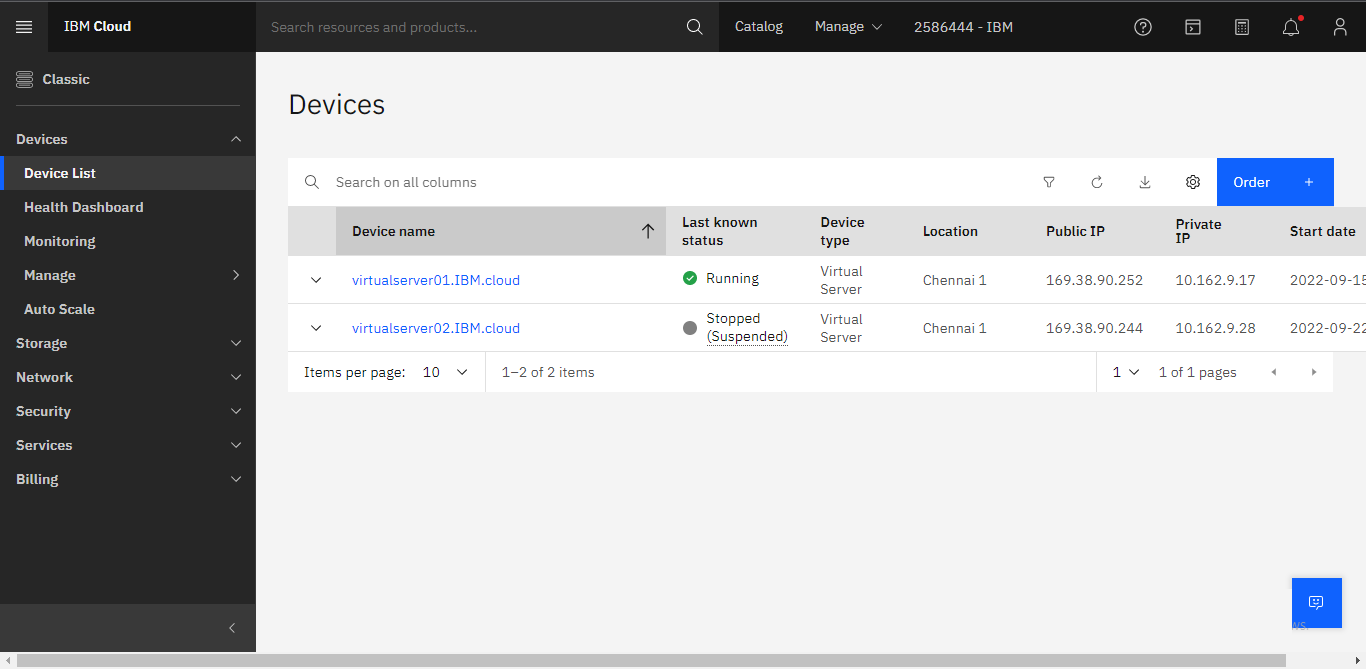 IBM Cloud
Search resources and products...
Catalog
Manage
2586444 - IBM
Classic
Devices
Device List
Health Dashboard
Monitoring
Manage
Auto Scale
Storage
Network
Security
Services
Billing
Devices
Search on all columns
Order +
Device name
Last known
status
Device
type
Location
Public IP
Private
IP
Start date
virtualserver01.IBM.cloud
Running
Virtual
Server
Chennai 1
169.38.90.252
10.162.9.17
2022-09-15
virtualserver02.IBM.cloud
Stopped
(Suspended)
Virtual
Server
Chennai 1
169.38.90.244
10.162.9.28
2022-09-22
Items per page: 10
1–2 of 2 items
1
1 of 1 pages
ws.